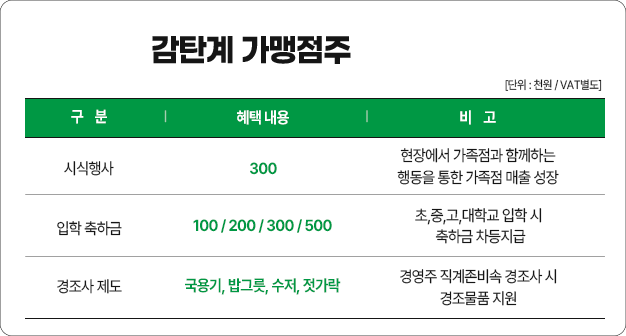 감탄계 가맹점주
[단위 : 천원 / VAT별도]
구 분 | 혜택 내용 | 비 고
시식행사 300 현장에서 가족점과 함께하는
행동을 통한 가족점 매출 성장
입학 축하금 100 / 200 / 300 / 500 초,중,고,대학교 입학 시
축하금 차등지급
경조사 제도 국용기, 밥그릇, 수저, 젓가락 경영주 직계존비속 경조사 시
경조물품 지원